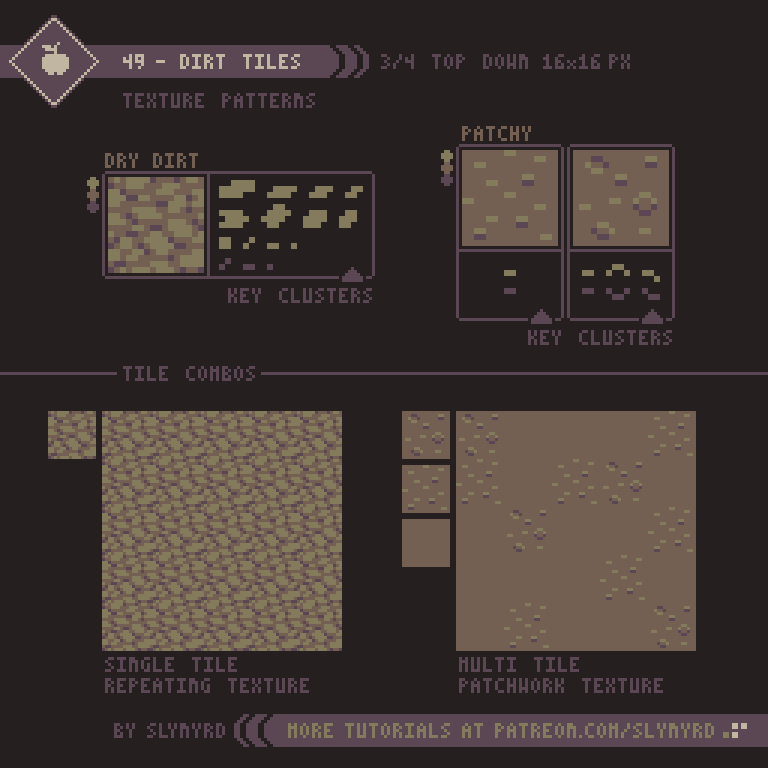 49 - DIRT TILES 3/4 TOP DOWN 16x16 PX
TEXTURE PATTERNS
PATCHY
DRY DIRT
KEY CLUSTERS
KEY CLUSTERS
TILE COMBOS
SINGLE TILE
REPEATING TEXTURE
MULTI TILE
PATCHWORK TEXTURE
BY SLYNYRD MORE TUTORIALS AT PATREON.COM/SLYNYRD